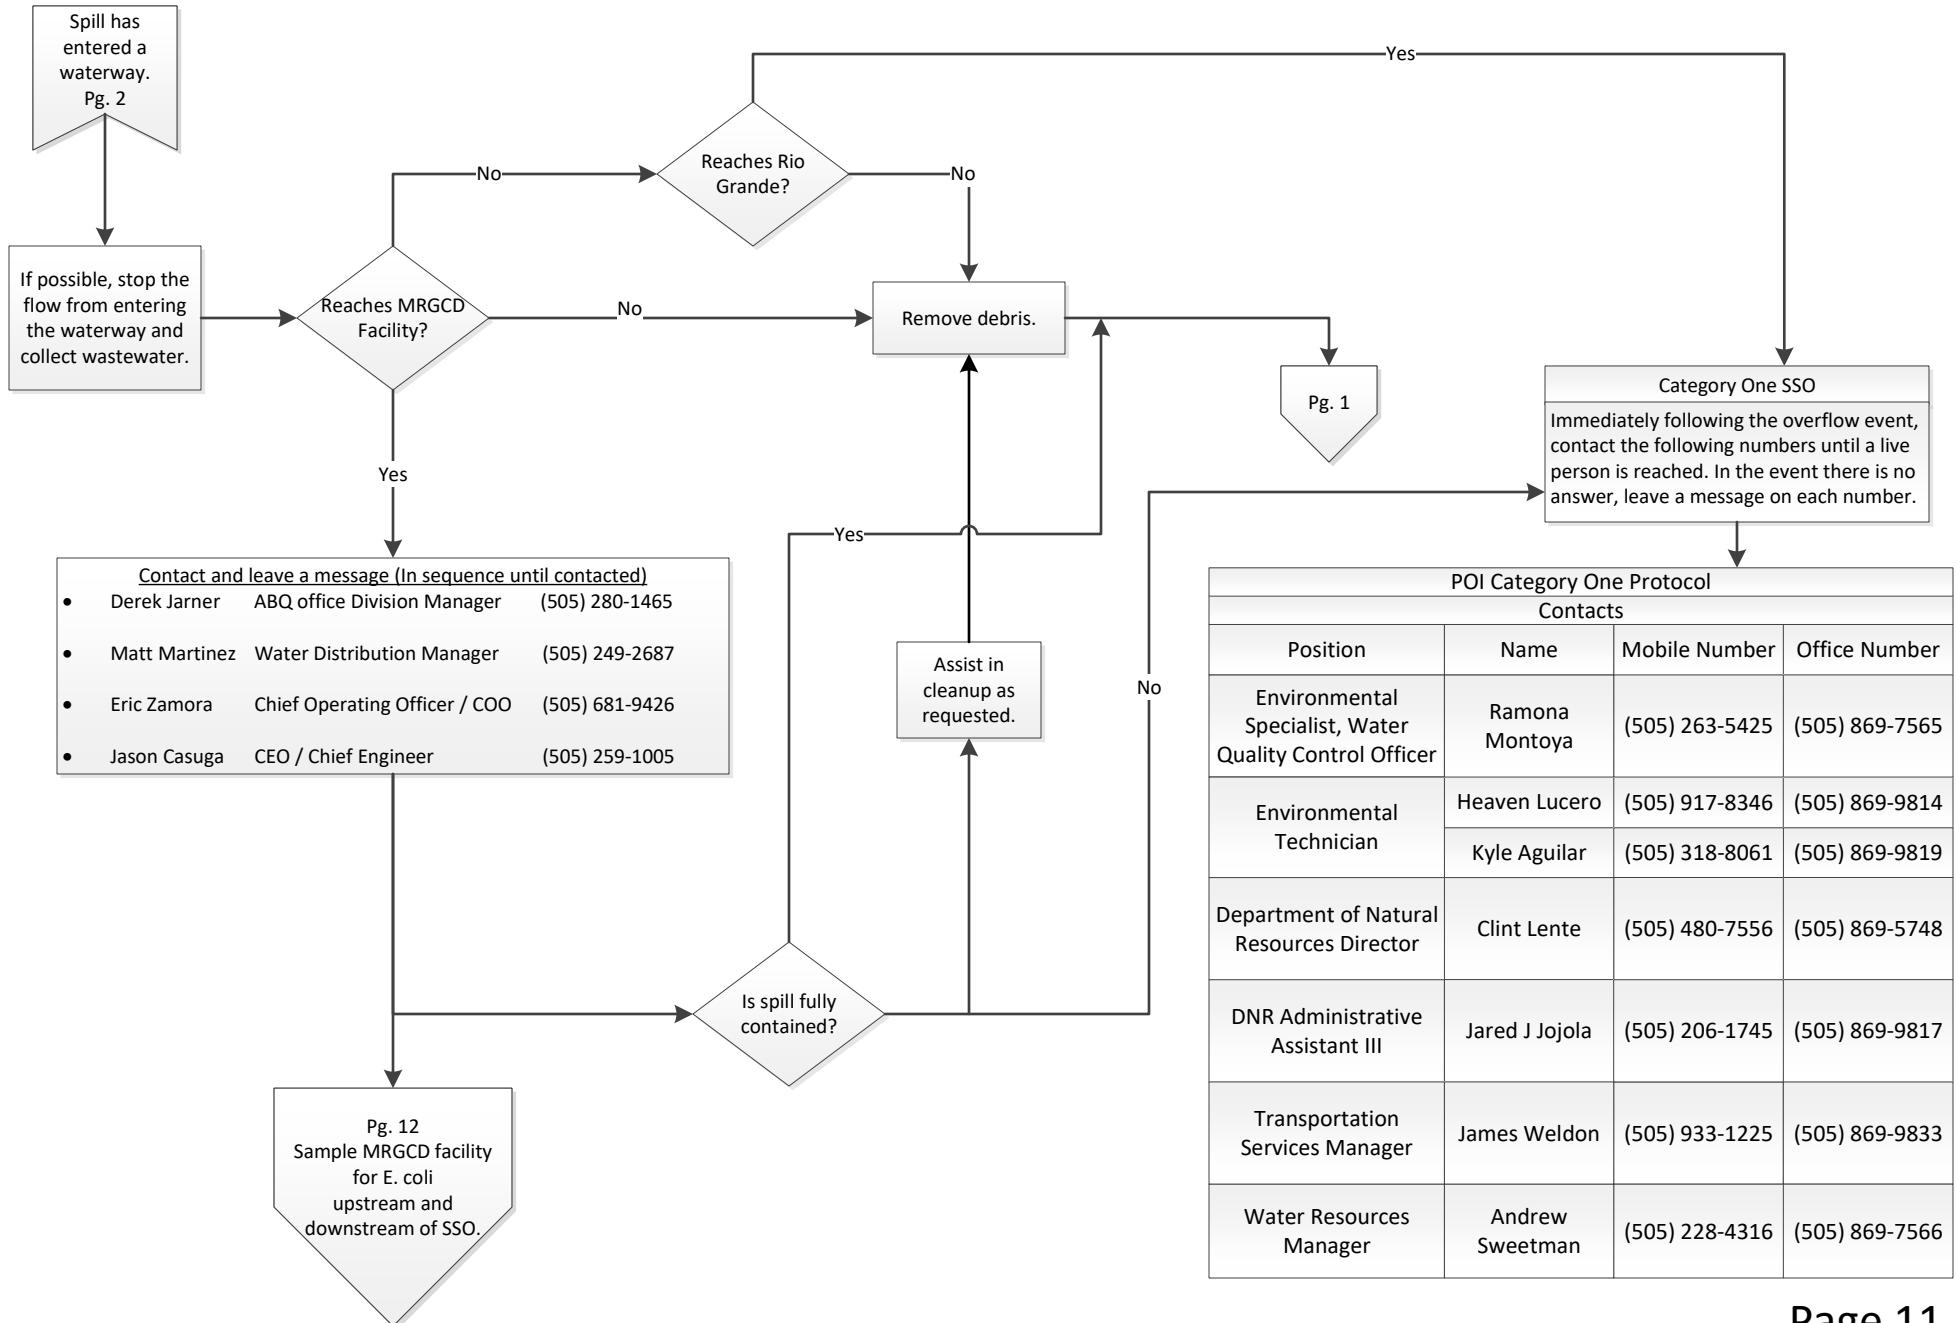 Spill has
entered a
waterway.
Pg. 2
If possible, stop the
flow from entering
the waterway and
collect wastewater.
Reaches MRGCD
Facility?
No
Reaches Rio
Grande?
Yes
No
No
Remove debris.
Pg. 1
Yes
Contact and leave a message (In sequence until contacted)
• Derek Jarner ABQ office Division Manager (505) 280-1465
• Matt Martinez Water Distribution Manager (505) 249-2687
• Eric Zamora Chief Operating Officer / COO (505) 681-9426
• Jason Casuga CEO / Chief Engineer (505) 259-1005
Pg. 12
Sample MRGCD facility
for E. coli
upstream and
downstream of SSO.
Is spill fully
contained?
Yes
No
Assist in
cleanup as
requested.
Category One SSO
Immediately following the overflow event,
contact the following numbers until a live
person is reached. In the event there is no
answer, leave a message on each number.
POI Category One Protocol
Contacts
Position Name Mobile Number Office Number
Environmental
Specialist, Water
Quality Control Officer
Ramona
Montoya
(505) 263-5425 (505) 869-7565
Environmental
Technician
Heaven Lucero (505) 917-8346 (505) 869-9814
Kyle Aguilar (505) 318-8061 (505) 869-9819
Department of Natural
Resources Director
Clint Lente (505) 480-7556 (505) 869-5748
DNR Administrative
Assistant III
Jared J Jojola (505) 206-1745 (505) 869-9817
Transportation
Services Manager
James Weldon (505) 933-1225 (505) 869-9833
Water Resources
Manager
Andrew
Sweetman
(505) 228-4316 (505) 869-7566
Page 11